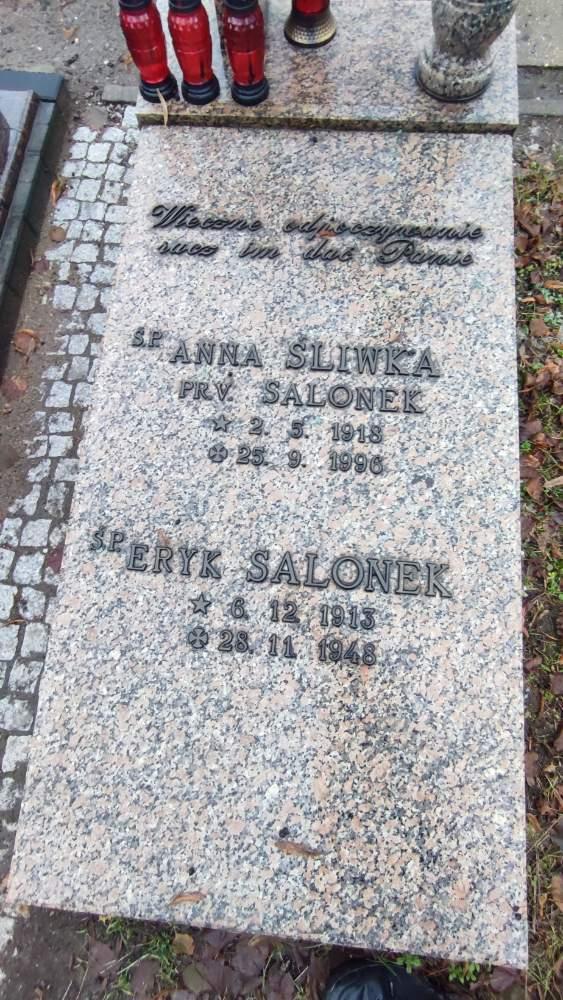 Wieczne odpoczywanie
racz im dać Panie
Ś.P. ANNA ŚLIWKA
PRV. SALONEK
2. 5. 1918
25. 9. 1996
Ś.P. ERYK SALONEK
6. 12. 1913
28. 11. 1948